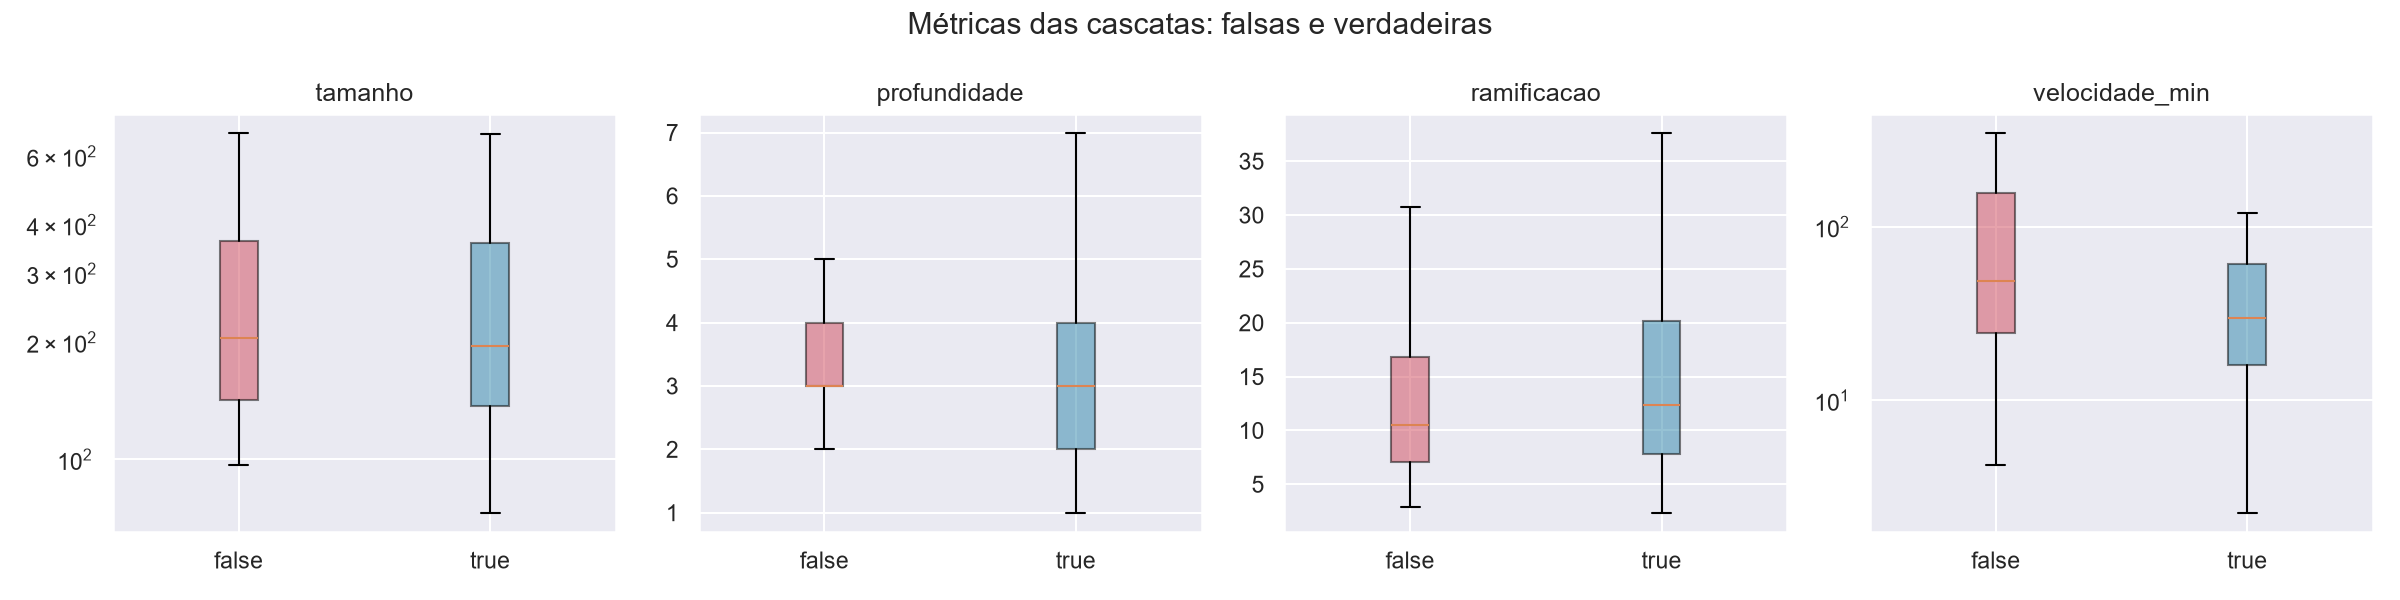 Métricas das cascatas: falsas e verdadeiras
tamanho
6 × 10²
4 × 10²
3 × 10²
2 × 10²
10²
false true
profundidade
7
6
5
4
3
2
1
false true
ramificacao
35
30
25
20
15
10
5
false true
velocidade_min
10²
10¹
false true